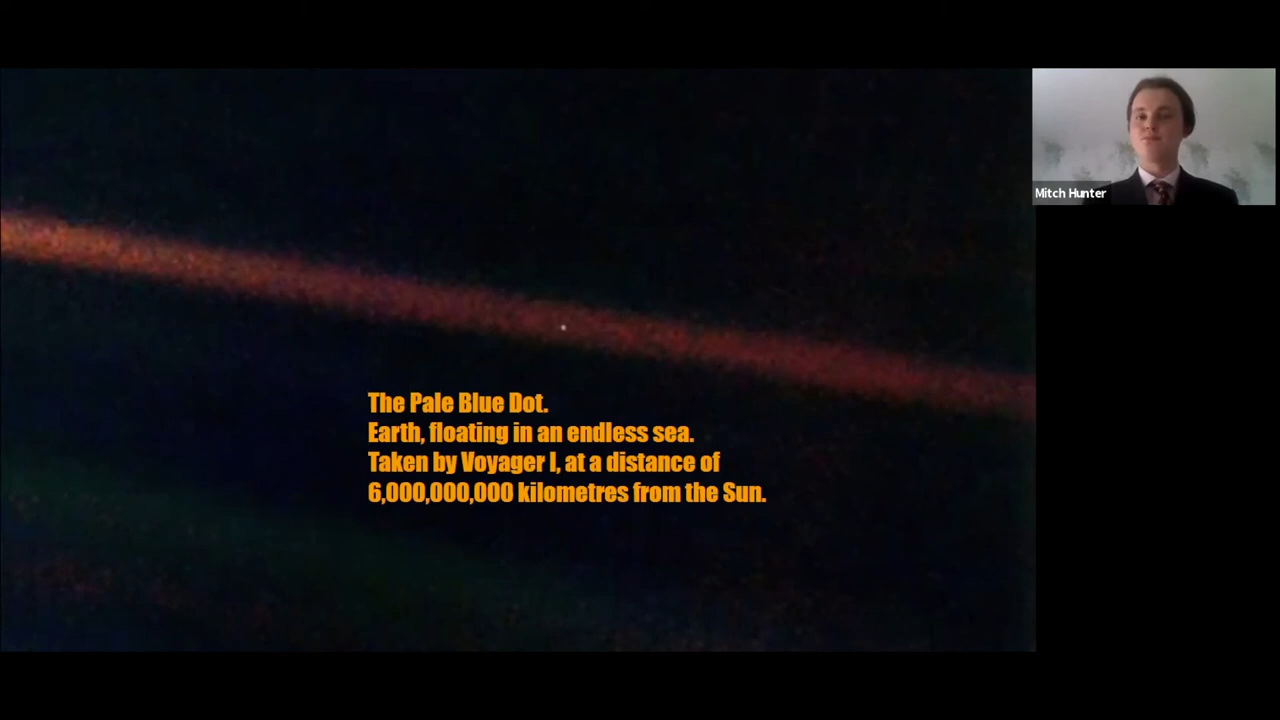 The Pale Blue Dot.
Earth, floating in an endless sea.
Taken by Voyager I, at a distance of
6,000,000,000 kilometres from the Sun.
Mitch Hunter